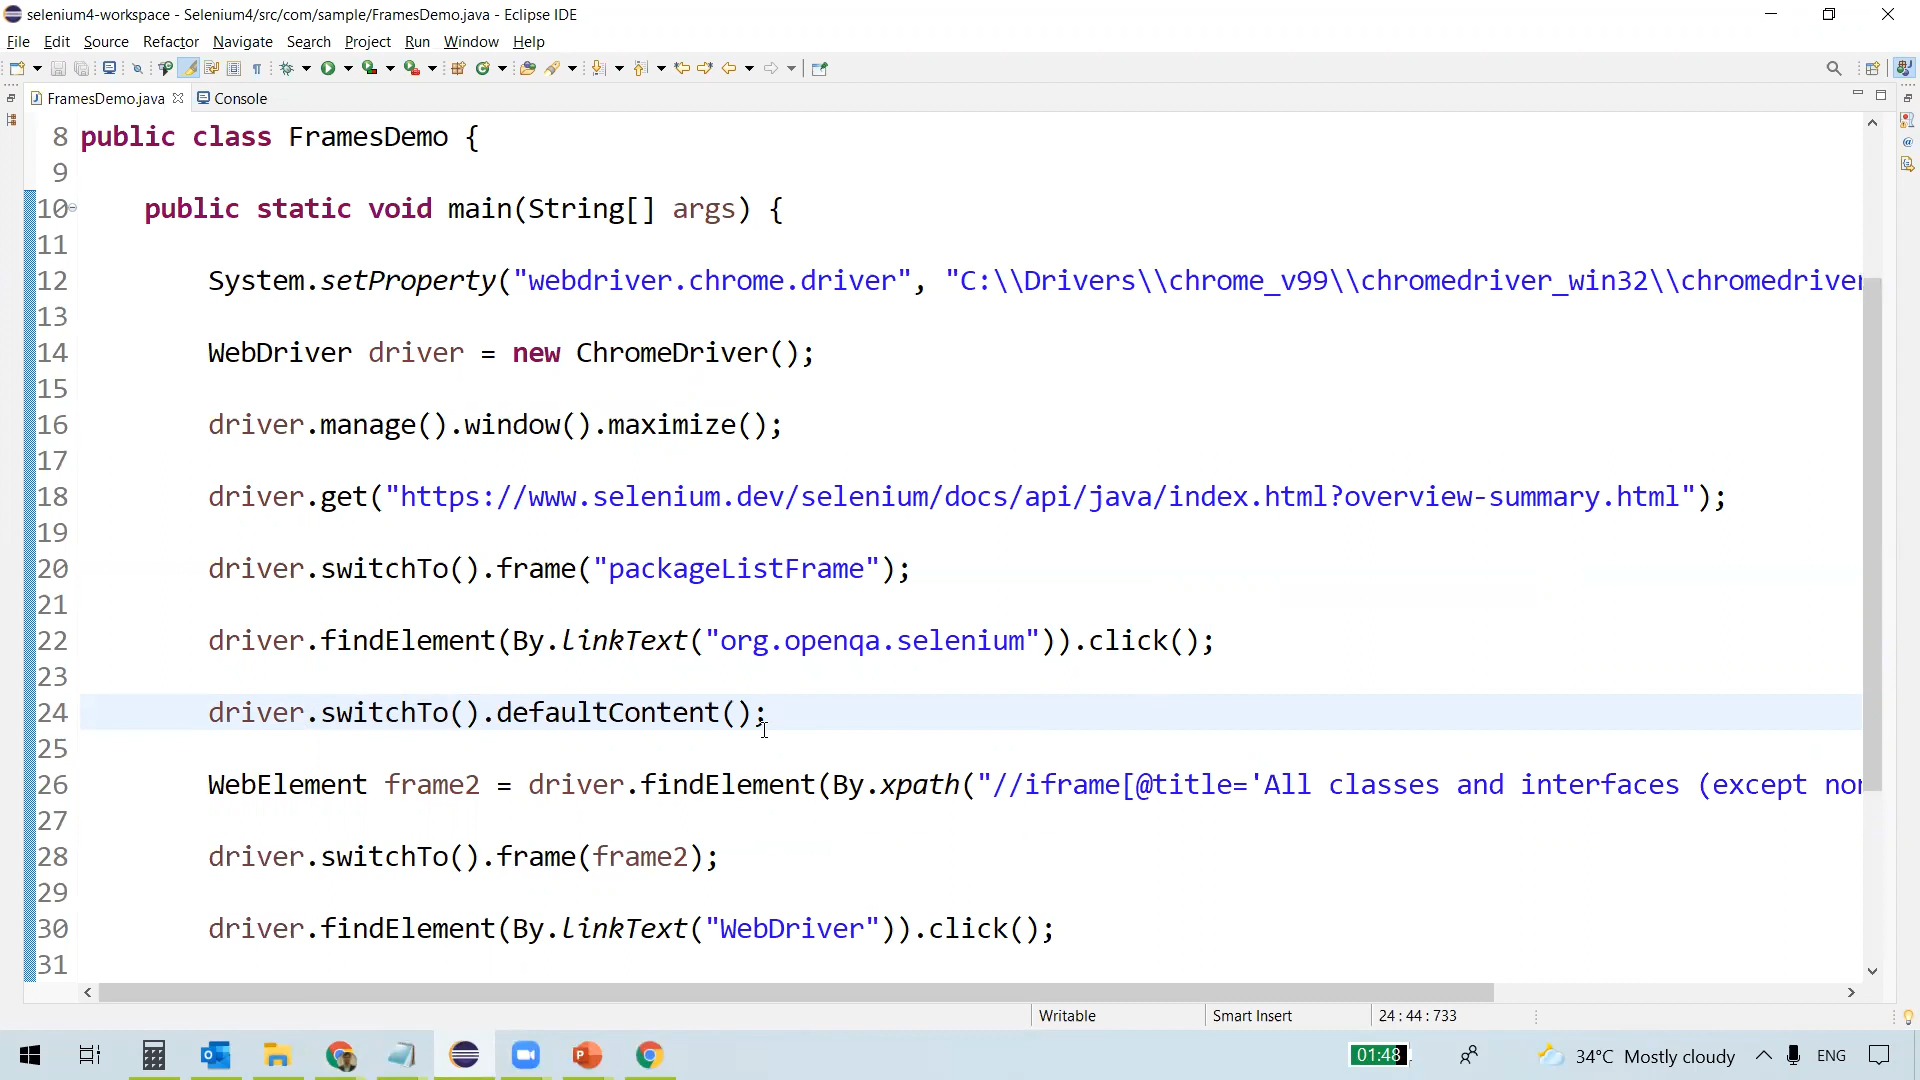 selenium4-workspace - Selenium4/src/com/sample/FramesDemo.java - Eclipse IDE
File Edit Source Refactor Navigate Search Project Run Window Help
FramesDemo.java Console
8 public class FramesDemo {
9
10 public static void main(String[] args) {
11
12 System.setProperty("webdriver.chrome.driver", "C:\\Drivers\\chrome_v99\\chromedriver_win32\\chromedriver
13
14 WebDriver driver = new ChromeDriver();
15
16 driver.manage().window().maximize();
17
18 driver.get("https://www.selenium.dev/selenium/docs/api/java/index.html?overview-summary.html");
19
20 driver.switchTo().frame("packageListFrame");
21
22 driver.findElement(By.linkText("org.openqa.selenium")).click();
23
24 driver.switchTo().defaultContent();
25
26 WebElement frame2 = driver.findElement(By.xpath("//iframe[@title='All classes and interfaces (except non
27
28 driver.switchTo().frame(frame2);
29
30 driver.findElement(By.linkText("WebDriver")).click();
31
Writable Smart Insert 24 : 44 : 733
01:48 34°C Mostly cloudy ENG